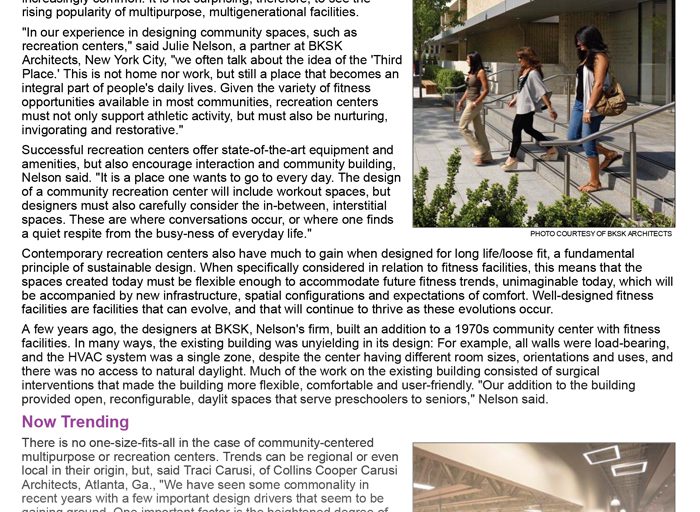 increasingly common. It is not surprising, therefore, to see the
rising popularity of multipurpose, multigenerational facilities.
"In our experience in designing community spaces, such as
recreation centers," said Julie Nelson, a partner at BKSK
Architects, New York City, "we often talk about the idea of the 'Third
Place.' This is not home nor work, but still a place that becomes an
integral part of people's daily lives. Given the variety of fitness
opportunities available in most communities, recreation centers
must not only support athletic activity, but must also be nurturing,
invigorating and restorative."
Successful recreation centers offer state-of-the-art equipment and
amenities, but also encourage interaction and community building,
Nelson said. "It is a place one wants to go to every day. The design
of a community recreation center will include workout spaces, but
designers must also carefully consider the in-between, interstitial
spaces. These are where conversations occur, or where one finds
a quiet respite from the busy-ness of everyday life."
PHOTO COURTESY OF BKSK ARCHITECTS
Contemporary recreation centers also have much to gain when designed for long life/loose fit, a fundamental
principle of sustainable design. When specifically considered in relation to fitness facilities, this means that the
spaces created today must be flexible enough to accommodate future fitness trends, unimaginable today, which will
be accompanied by new infrastructure, spatial configurations and expectations of comfort. Well-designed fitness
facilities are facilities that can evolve, and that will continue to thrive as these evolutions occur.
A few years ago, the designers at BKSK, Nelson's firm, built an addition to a 1970s community center with fitness
facilities. In many ways, the existing building was unyielding in its design: For example, all walls were load-bearing,
and the HVAC system was a single zone, despite the center having different room sizes, orientations and uses, and
there was no access to natural daylight. Much of the work on the existing building consisted of surgical
interventions that made the building more flexible, comfortable and user-friendly. "Our addition to the building
provided open, reconfigurable, daylit spaces that serve preschoolers to seniors," Nelson said.
Now Trending
There is no one-size-fits-all in the case of community-centered
multipurpose or recreation centers. Trends can be regional or even
local in their origin, but, said Traci Carusi, of Collins Cooper Carusi
Architects, Atlanta, Ga., "We have seen some commonality in
recent years with a few important design drivers that seem to be
gaining ground. One important factor is the heightened degree of